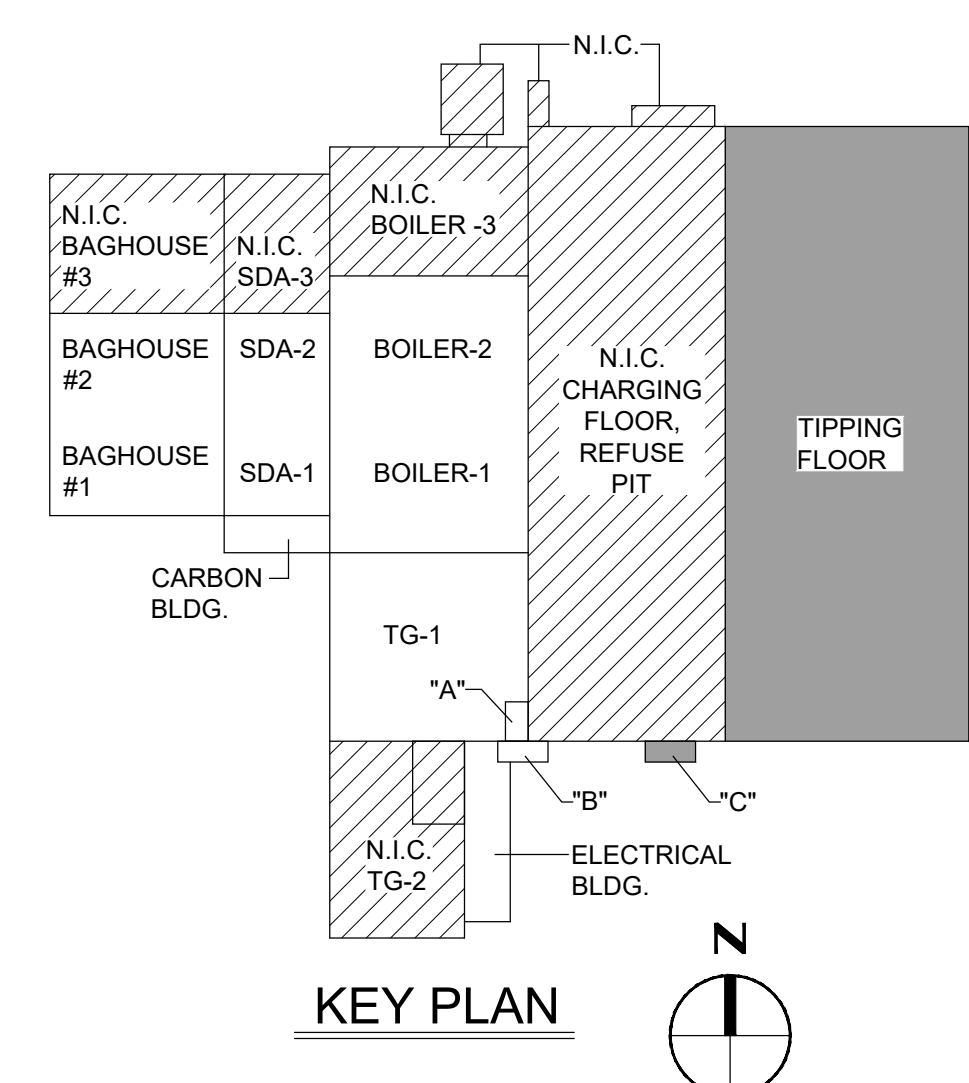 N.I.C.
N.I.C.
BOILER -3
N.I.C.
BAGHOUSE
#3
N.I.C.
SDA-3
BAGHOUSE
#2
SDA-2
BOILER-2
N.I.C.
CHARGING
FLOOR,
REFUSE
PIT
TIPPING
FLOOR
BAGHOUSE
#1
SDA-1
BOILER-1
CARBON
BLDG.
TG-1
"A"
"B"
"C"
N.I.C.
TG-2
ELECTRICAL
BLDG.
N
KEY PLAN